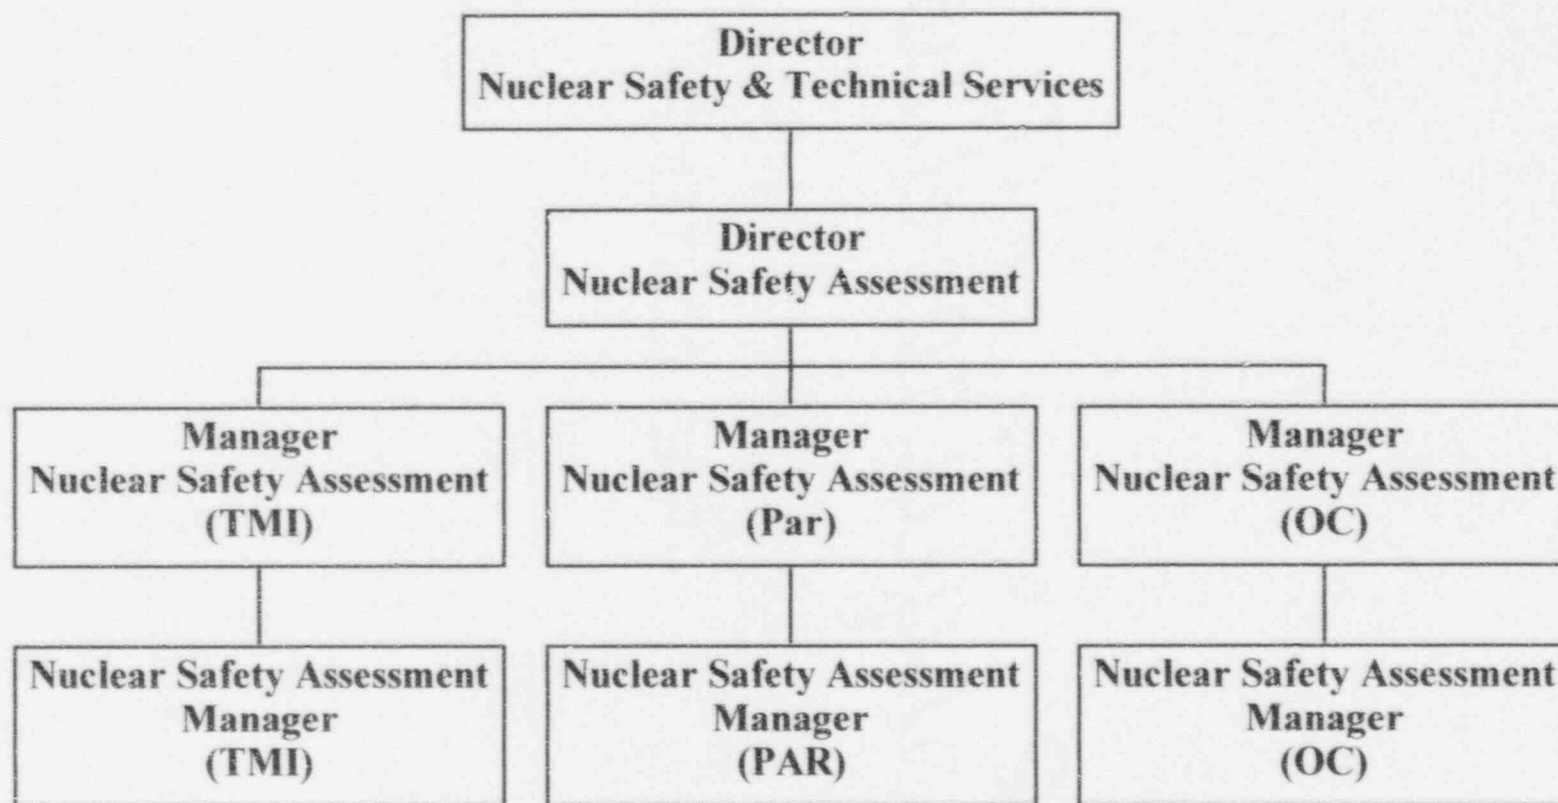 Director
Nuclear Safety & Technical Services
Director
Nuclear Safety Assessment
Manager
Nuclear Safety Assessment
(TMI)
Manager
Nuclear Safety Assessment
(Par)
Manager
Nuclear Safety Assessment
(OC)
Nuclear Safety Assessment
Manager
(TMI)
Nuclear Safety Assessment
Manager
(PAR)
Nuclear Safety Assessment
Manager
(OC)